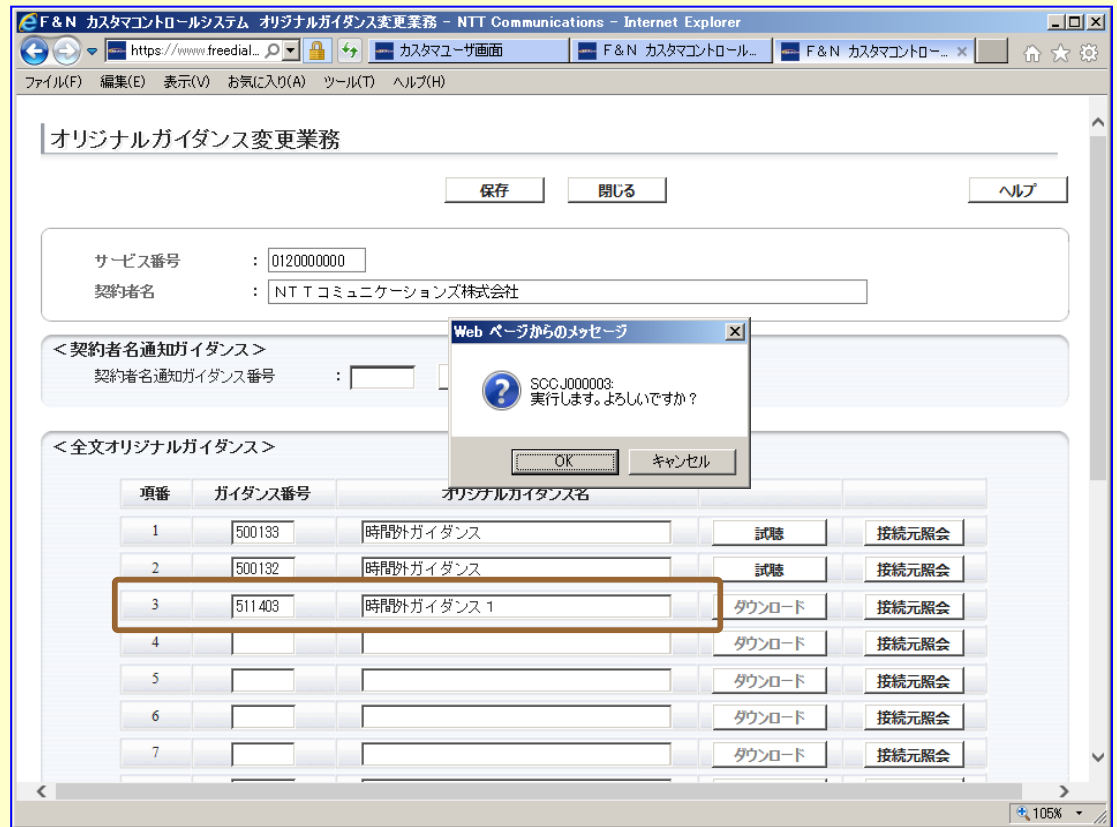 F&N カスタマコントロールシステム オリジナルガイダンス変更業務 - NTT Communications - Internet Explorer
https://www.freedial... カスタマユーザ画面 F&N カスタマコントロール... F&N カスタマコントロー...
ファイル(F) 編集(E) 表示(V) お気に入り(A) ツール(T) ヘルプ(H)
オリジナルガイダンス変更業務
保存 閉じる ヘルプ
サービス番号 : 0120000000
契約者名 : NTTコミュニケーションズ株式会社
Web ページからのメッセージ
<契約者名通知ガイダンス>
契約者名通知ガイダンス番号 :
SCCJ000003:
実行します。よろしいですか?
OK キャンセル
<全文オリジナルガイダンス>
項番 ガイダンス番号 オリジナルガイダンス名
1 500133 時間外ガイダンス 試聴 接続元照会
2 500132 時間外ガイダンス 試聴 接続元照会
3 511403 時間外ガイダンス1 ダウンロード 接続元照会
4 ダウンロード 接続元照会
5 ダウンロード 接続元照会
6 ダウンロード 接続元照会
7 ダウンロード 接続元照会
105%